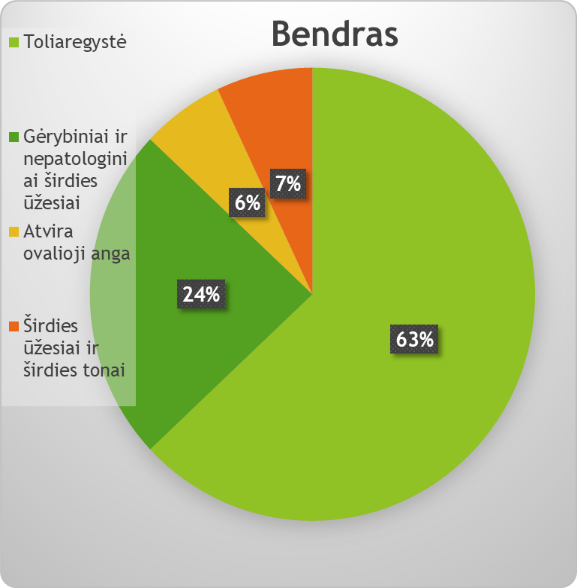 Bendras
Toliaregystė
Gėrybiniai ir
nepatologini
ai širdies
ūžesiai
Atvira
ovalioji anga
Širdies
ūžesiai ir
širdies tonai
7%
6%
24%
63%